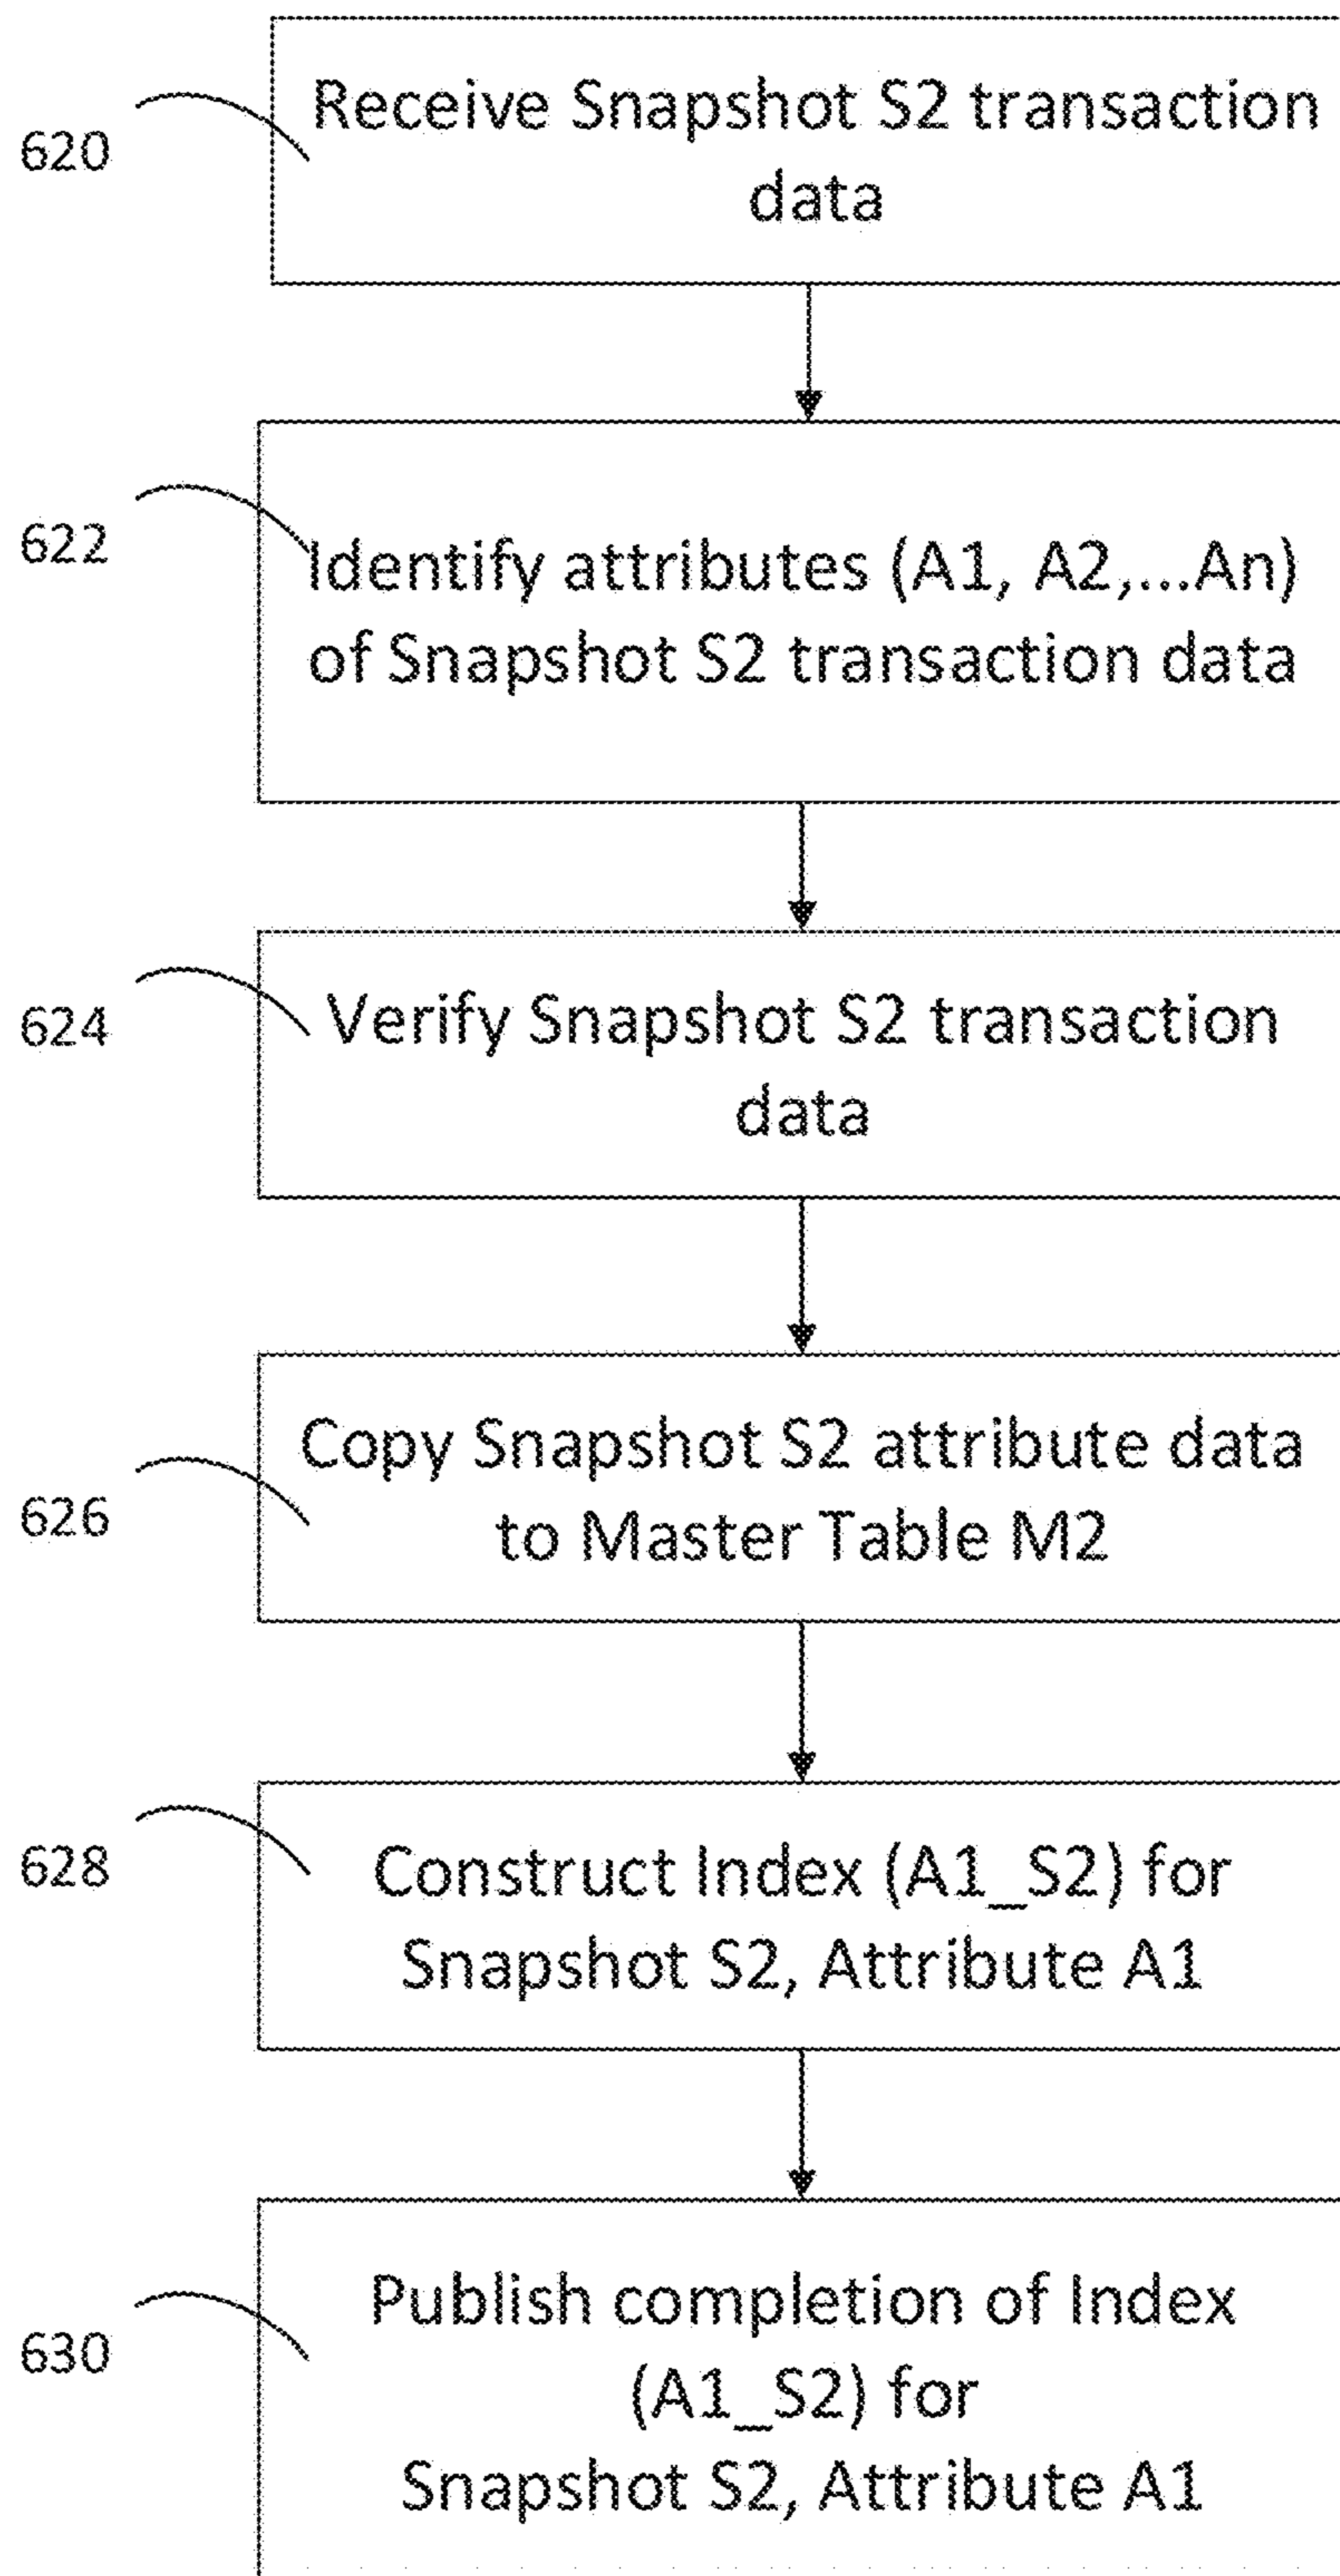 620
Receive Snapshot S2 transaction
data
622
Identify attributes (A1, A2,...An)
of Snapshot S2 transaction data
624
Verify Snapshot S2 transaction
data
626
Copy Snapshot S2 attribute data
to Master Table M2
628
Construct Index (A1_S2) for
Snapshot S2, Attribute A1
630
Publish completion of Index
(A1_S2) for
Snapshot S2, Attribute A1